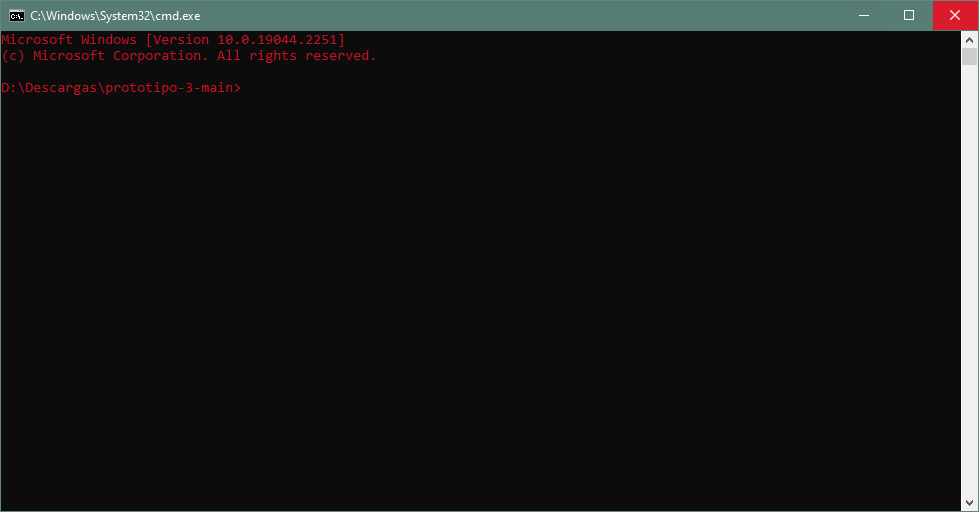 C:\Windows\System32\cmd.exe
Microsoft Windows [Version 10.0.19044.2251]
(c) Microsoft Corporation. All rights reserved.
D:\Descargas\prototipo-3-main>